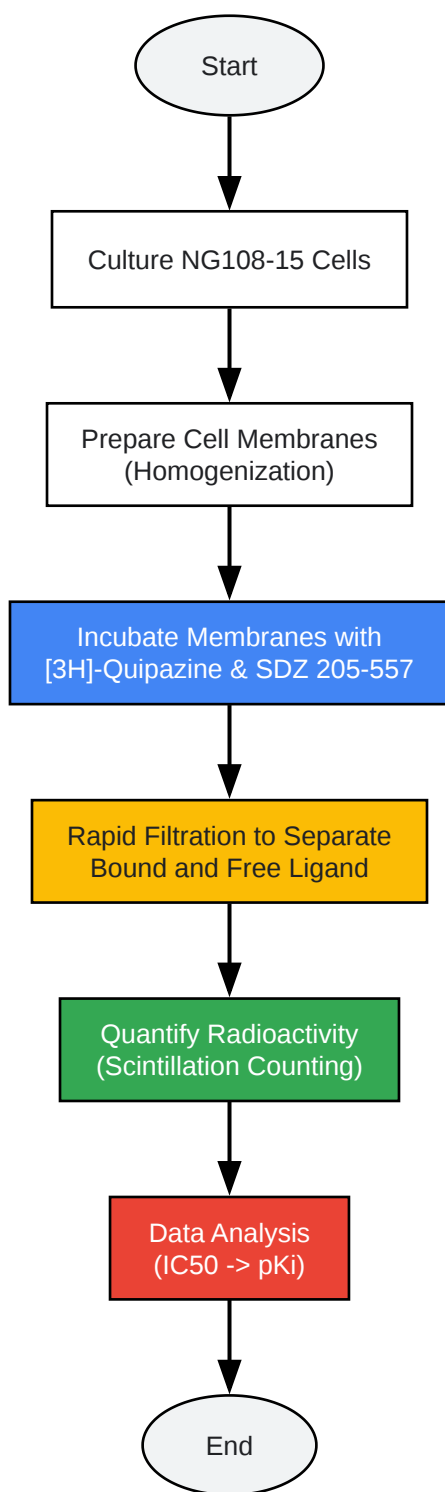 Start
Culture NG108-15 Cells
Prepare Cell Membranes
(Homogenization)
Incubate Membranes with
[3H]-Quipazine & SDZ 205-557
Rapid Filtration to Separate
Bound and Free Ligand
Quantify Radioactivity
(Scintillation Counting)
Data Analysis
(IC50 -> pKi)
End